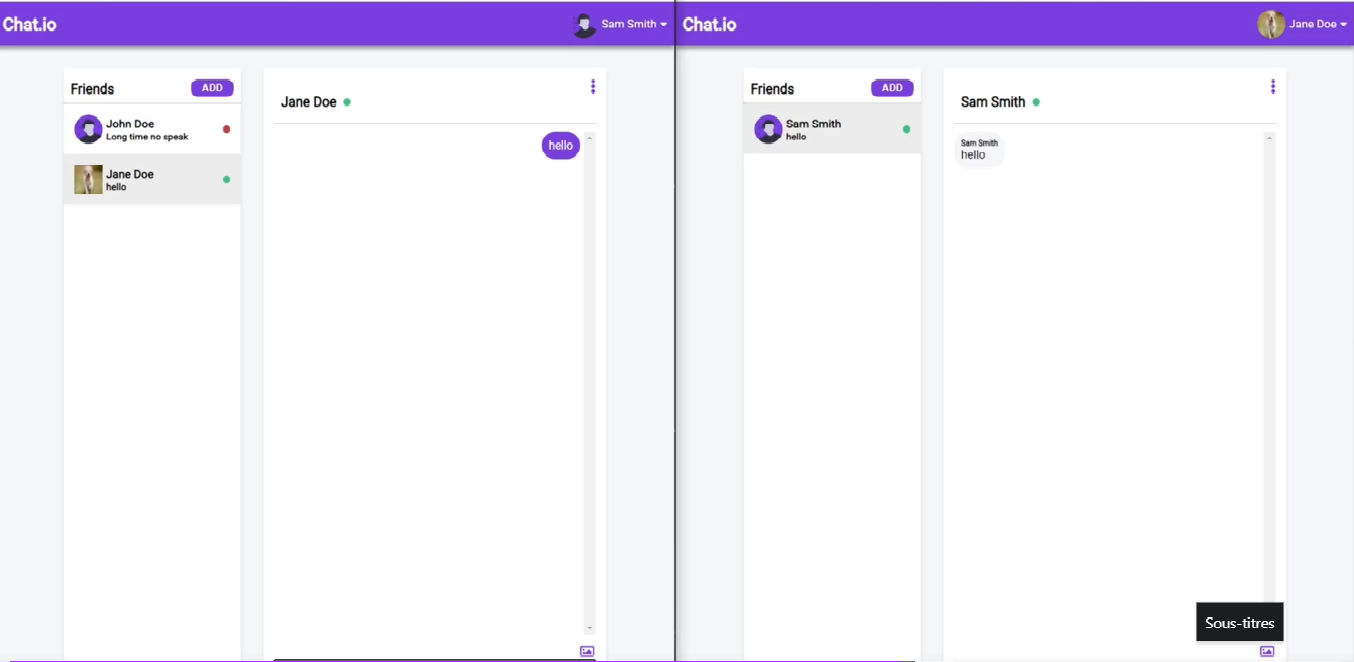 Chat.io
Sam Smith
Friends
ADD
John Doe
Long time no speak
Jane Doe
hello
Jane Doe
hello
Chat.io
Jane Doe
Friends
ADD
Sam Smith
hello
Sam Smith
Sam Smith
hello
Sous-titres